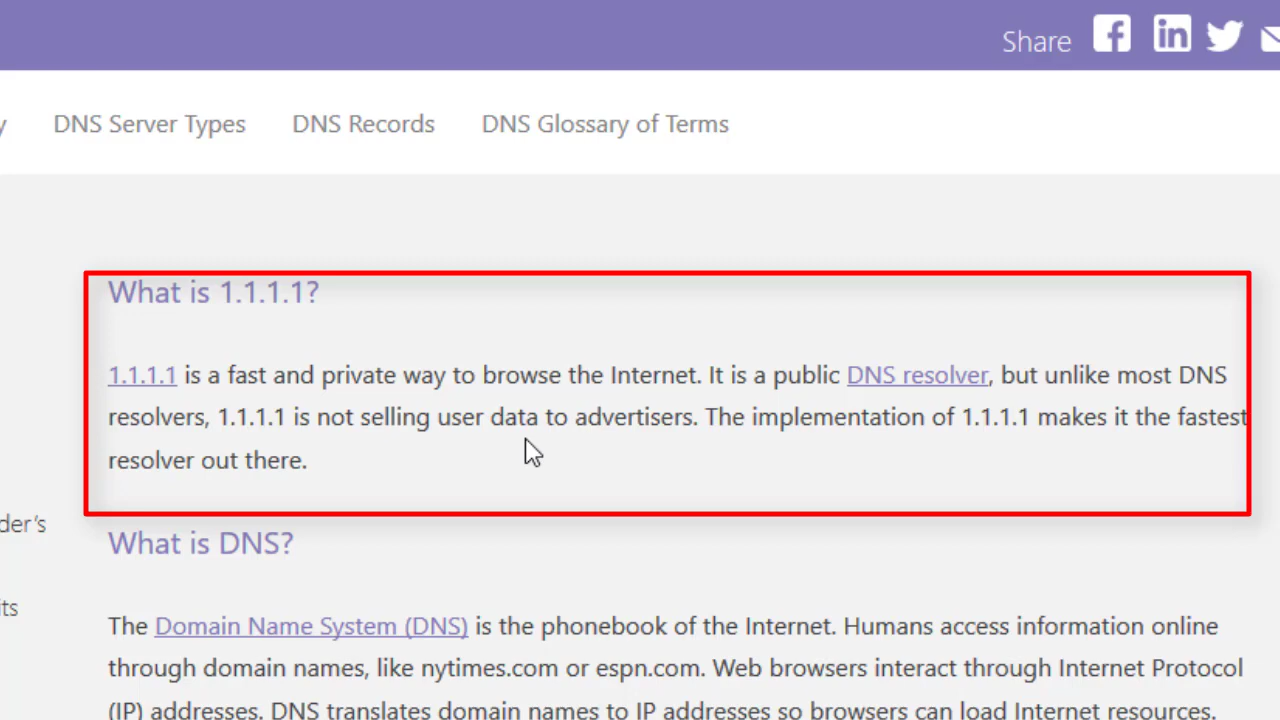 Share
y DNS Server Types DNS Records DNS Glossary of Terms
What is 1.1.1.1?
1.1.1.1 is a fast and private way to browse the Internet. It is a public DNS resolver, but unlike most DNS
resolvers, 1.1.1.1 is not selling user data to advertisers. The implementation of 1.1.1.1 makes it the fastest
resolver out there.
der's
What is DNS?
its
The Domain Name System (DNS) is the phonebook of the Internet. Humans access information online
through domain names, like nytimes.com or espn.com. Web browsers interact through Internet Protocol
(IP) addresses. DNS translates domain names to IP addresses so browsers can load Internet resources.